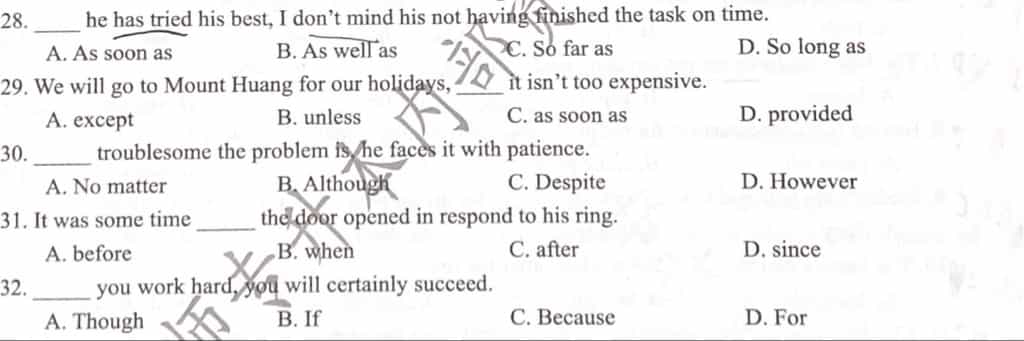 28. _____ he has tried his best, I don't mind his not having finished the task on time.
A. As soon as B. As well as C. So far as D. So long as
29. We will go to Mount Huang for our holidays, _____ it isn't too expensive.
A. except B. unless C. as soon as D. provided
30. _____ troublesome the problem is, he faces it with patience.
A. No matter B. Although C. Despite D. However
31. It was some time _____ the door opened in respond to his ring.
A. before B. when C. after D. since
32. _____ you work hard, you will certainly succeed.
A. Though B. If C. Because D. For